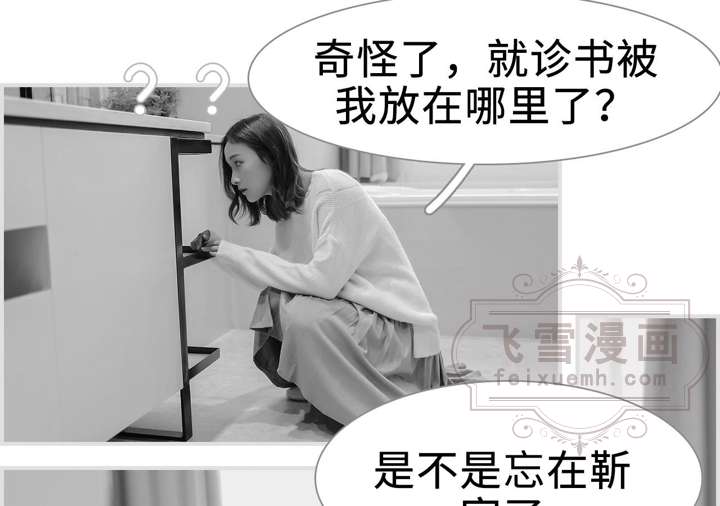 ? ?
奇怪了，就诊书被
我放在哪里了？
飞雪漫画
feixuemh.com
是不是忘在靳